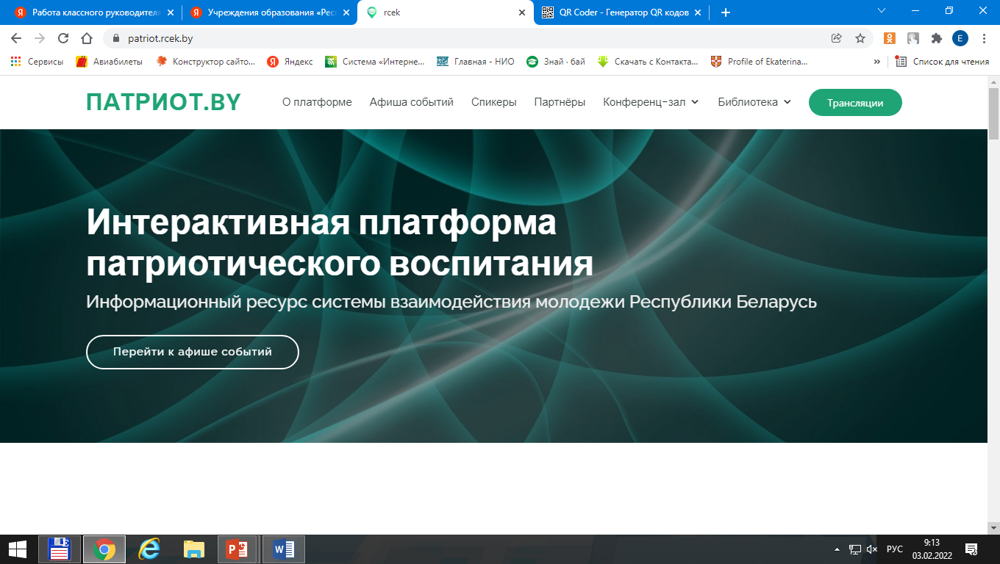 Работа классного руководителя
Учреждения образования «Рес
rcek
QR Coder - Генератор QR кодов
patriot.rcek.by
E
Сервисы
Авиабилеты
Конструктор сайто...
Яндекс
Система «Интерне...
Главная - НИО
Знай · бай
Скачать с Контакта...
Profile of Ekaterina...
»
Список для чтения
ПАТРИОТ.BY
О платформе
Афиша событий
Спикеры
Партнёры
Конференц-зал
Библиотека
Трансляции
Интерактивная платформа
патриотического воспитания
Информационный ресурс системы взаимодействия молодежи Республики Беларусь
Перейти к афише событий
РУС
9:13
03.02.2022